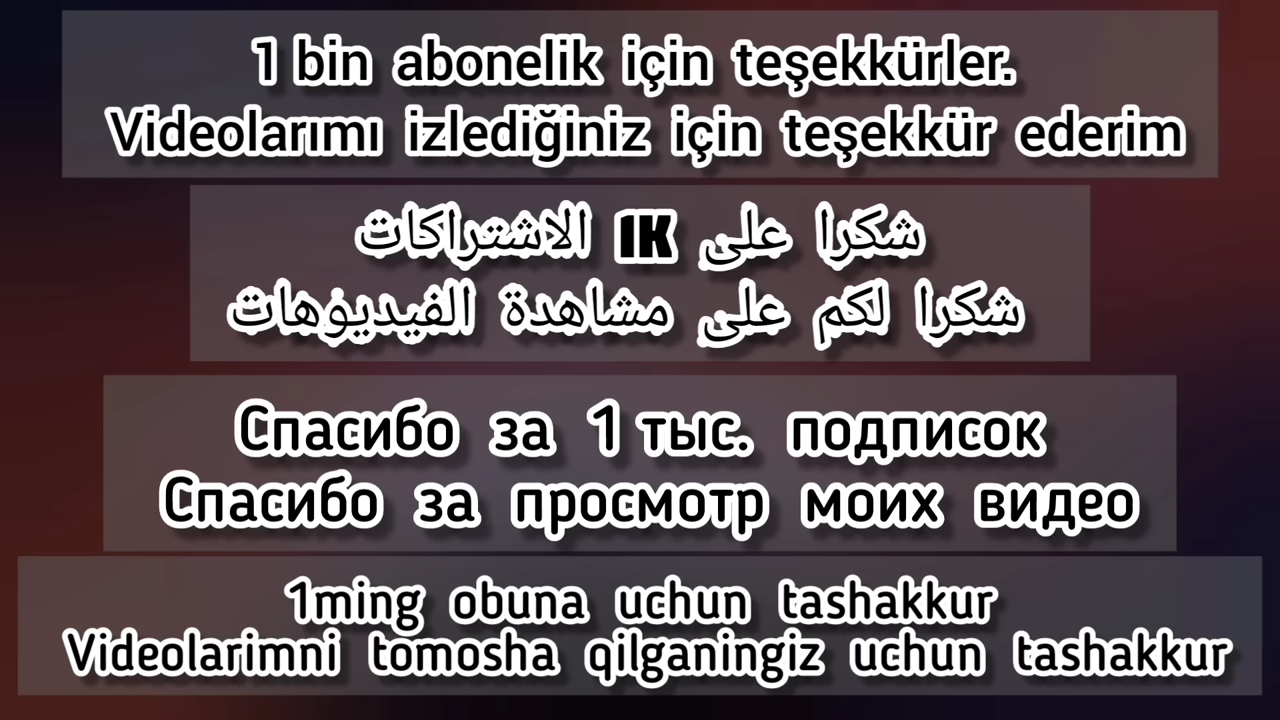 1 bin abonelik için teşekkürler.
Videolarımı izlediğiniz için teşekkür ederim
شكرا على 1K الاشتراكات
شكرا لكم على مشاهدة الفيديوهات
Спасибо за 1 тыс. подписок
Спасибо за просмотр моих видео
1ming obuna uchun tashakkur
Videolarimni tomosha qilganingiz uchun tashakkur